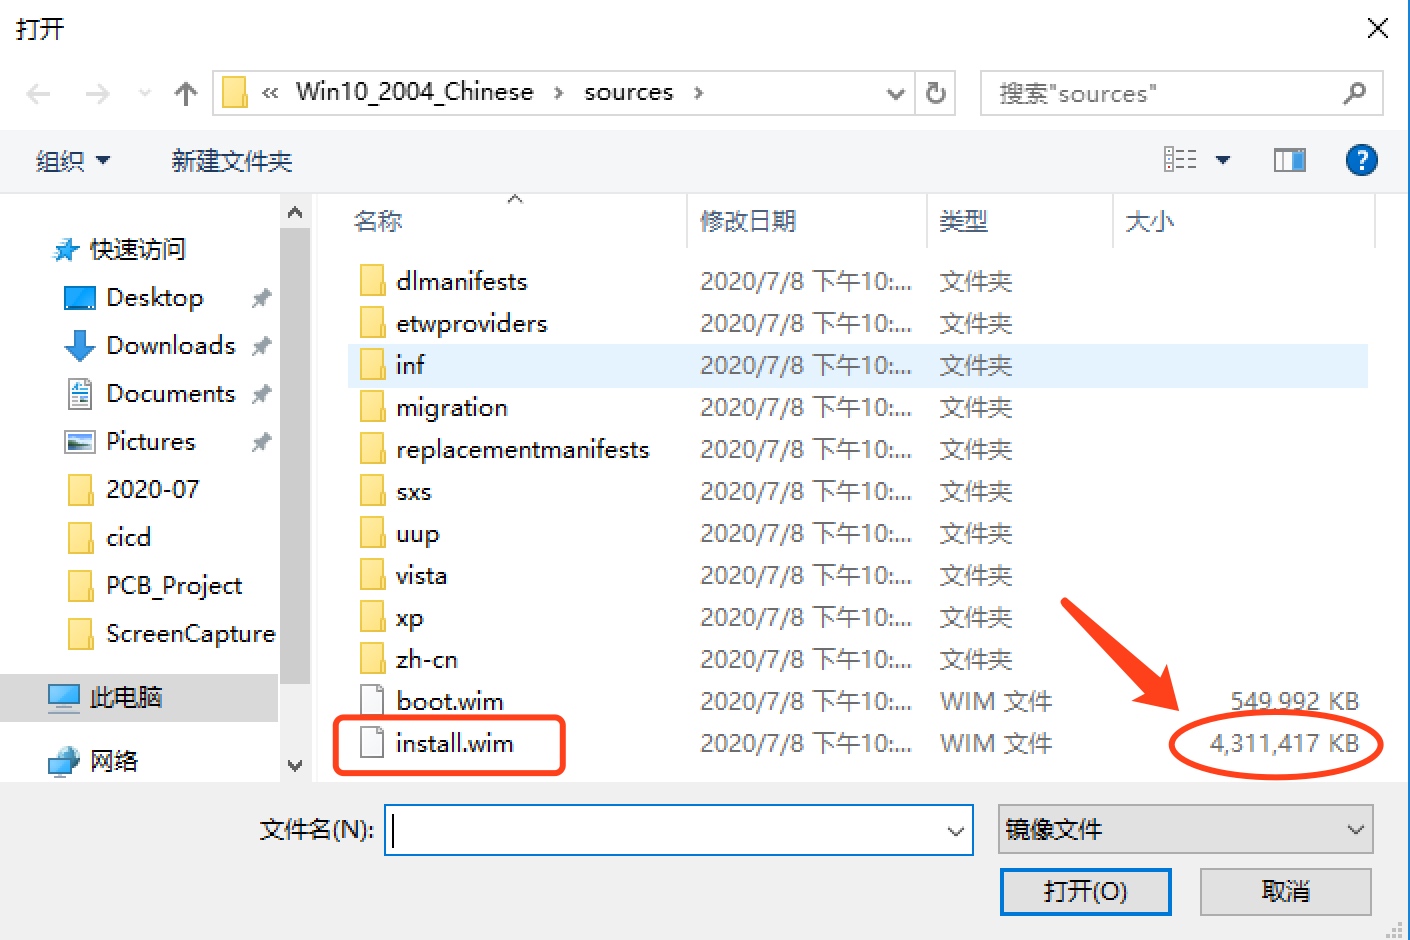 打开
« Win10_2004_Chinese › sources ›
搜索"sources"
组织 新建文件夹
?
名称 修改日期 类型 大小
快速访问
Desktop
Downloads
Documents
Pictures
2020-07
cicd
PCB_Project
ScreenCapture
此电脑
网络
dlmanifests 2020/7/8 下午10:... 文件夹
etwproviders 2020/7/8 下午10:... 文件夹
inf 2020/7/8 下午10:... 文件夹
migration 2020/7/8 下午10:... 文件夹
replacementmanifests 2020/7/8 下午10:... 文件夹
sxs 2020/7/8 下午10:... 文件夹
uup 2020/7/8 下午10:... 文件夹
vista 2020/7/8 下午10:... 文件夹
xp 2020/7/8 下午10:... 文件夹
zh-cn 2020/7/8 下午10:... 文件夹
boot.wim 2020/7/8 下午10:... WIM 文件 549,992 KB
install.wim 2020/7/8 下午10:... WIM 文件 4,311,417 KB
文件名(N): 镜像文件
打开(O) 取消